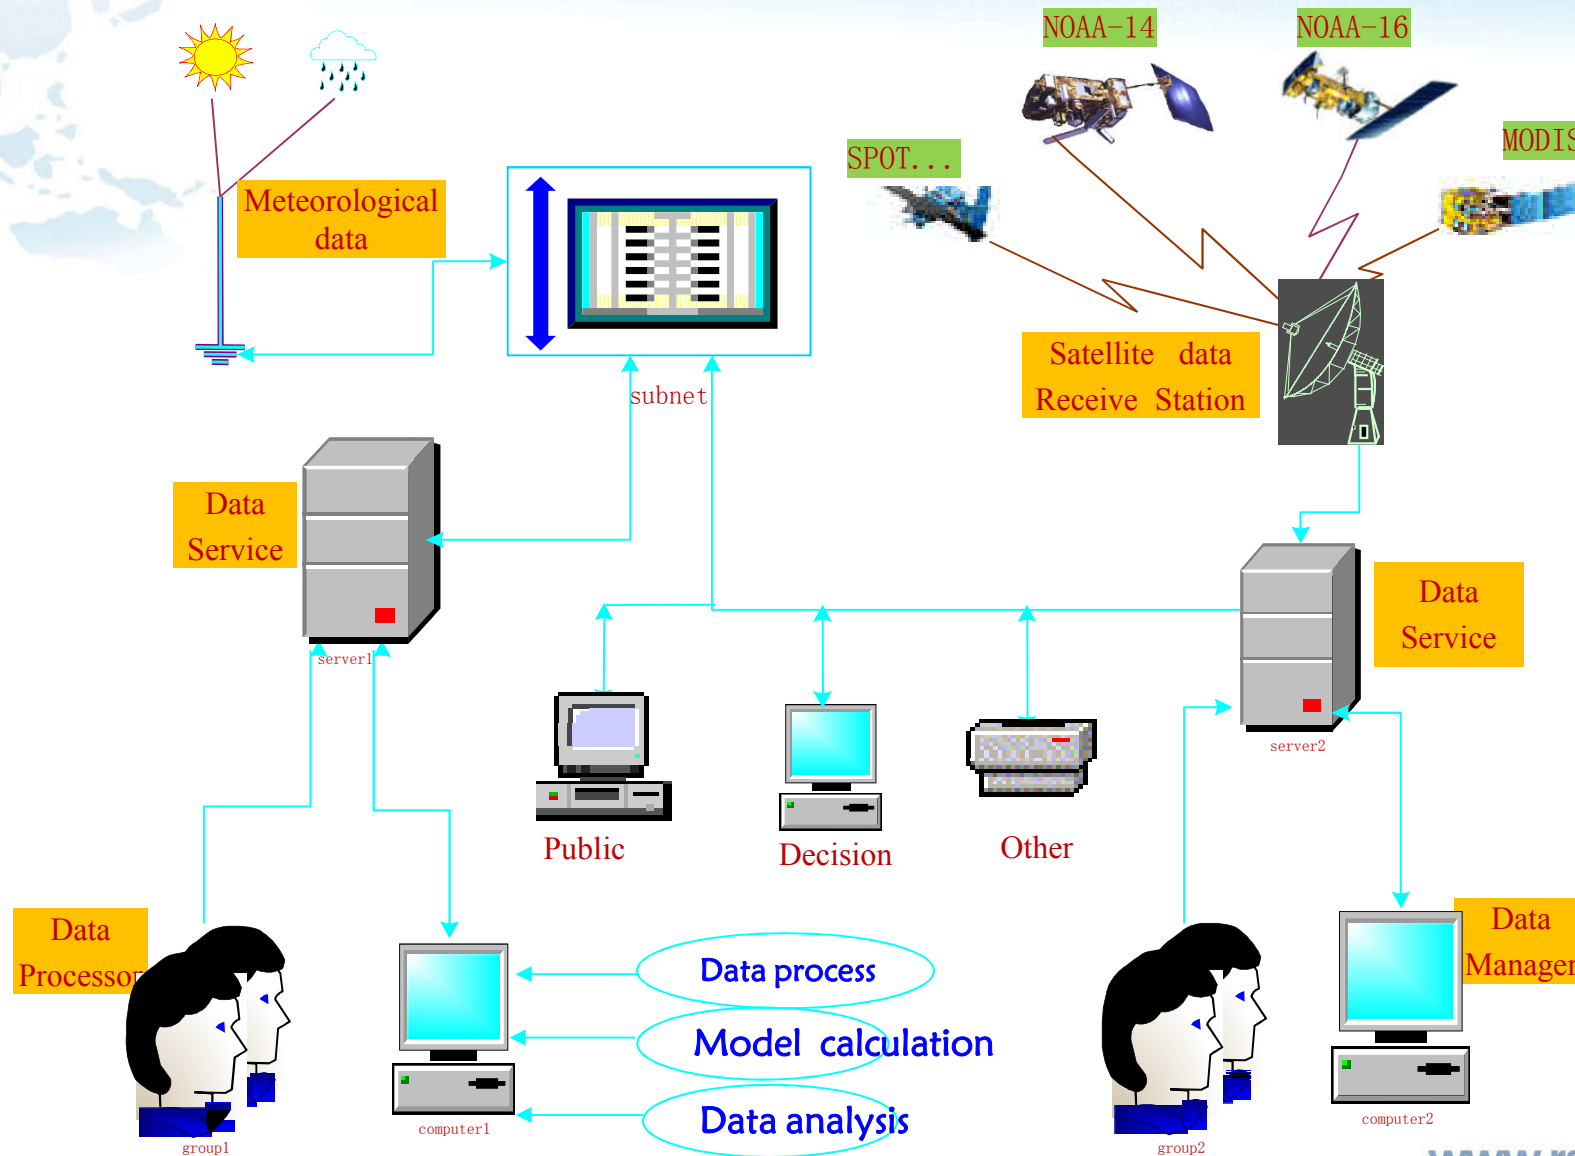 NOAA-14
NOAA-16
SPOT...
MODIS
Meteorological
data
subnet
Satellite data
Receive Station
Data
Service
server1
Data
Service
server2
Public
Decision
Other
Data
Processor
group1
computer1
Data process
Model calculation
Data analysis
Data
Manager
group2
computer2